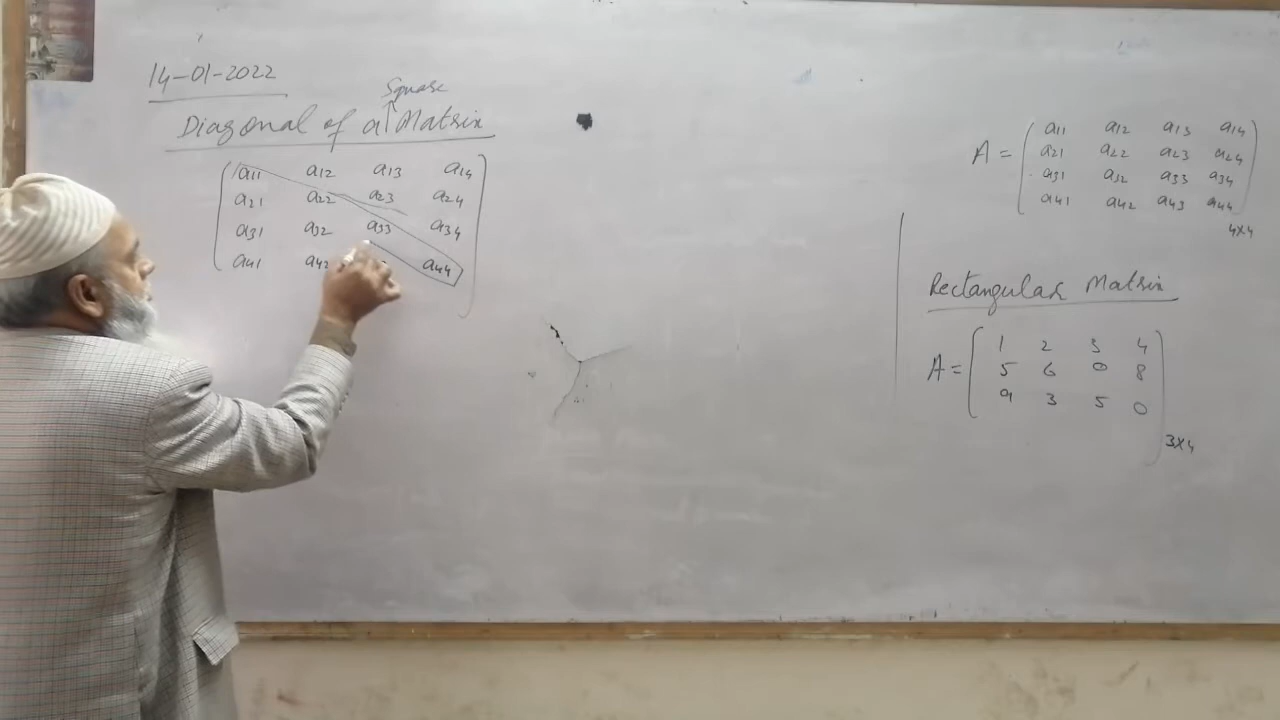 14-01-2022
Square
Diagonal of a Matrix
a11 a12 a13 a14
a21 a22 a23 a24
a31 a32 a33 a34
a41 a42 a44
A = a11 a12 a13 a14
a21 a22 a23 a24
a31 a32 a33 a34
a41 a42 a43 a44
4x4
Rectangular Matrix
A = 1 2 3 4
5 6 0 8
9 3 5 0
3x4